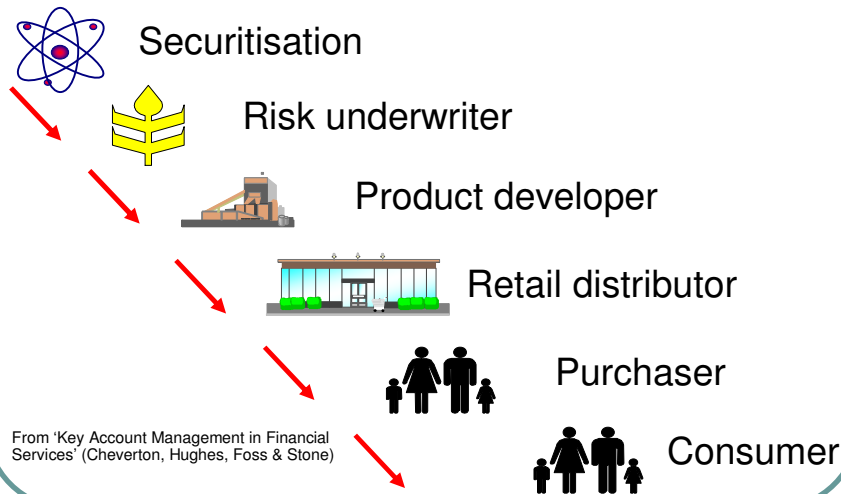 Securitisation
Risk underwriter
Product developer
Retail distributor
Purchaser
Consumer
From ‘Key Account Management in Financial
Services’ (Cheverton, Hughes, Foss & Stone)